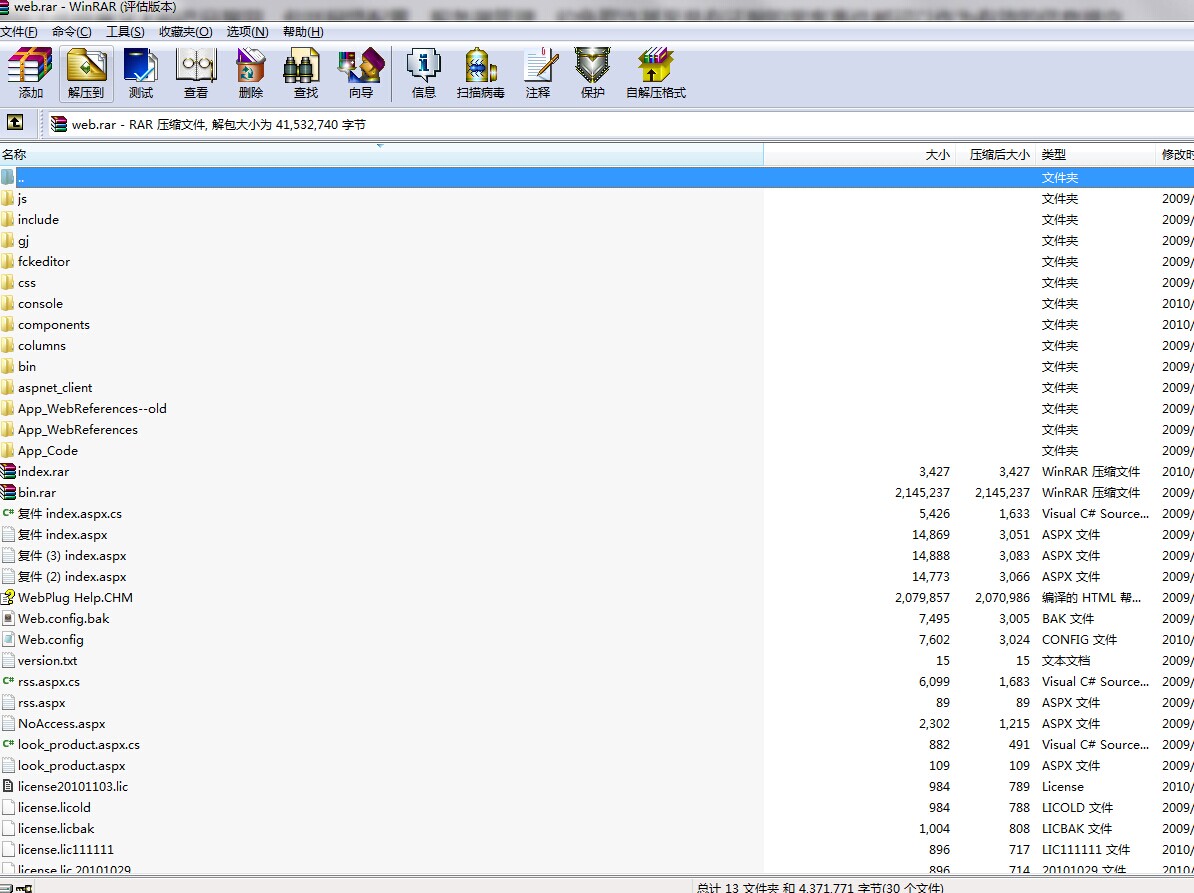 web.rar - WinRAR (评估版本)
文件(F) 命令(C) 工具(S) 收藏夹(O) 选项(N) 帮助(H)
添加 解压到 测试 查看 删除 查找 向导 信息 扫描病毒 注释 保护 自解压格式
web.rar - RAR 压缩文件, 解包大小为 41,532,740 字节
名称 大小 压缩后大小 类型 修改时
.. 文件夹
js 文件夹 2009/
include 文件夹 2009/
gj 文件夹 2009/
fckeditor 文件夹 2009/
css 文件夹 2009/
console 文件夹 2010/
components 文件夹 2010/
columns 文件夹 2009/
bin 文件夹 2009/
aspnet_client 文件夹 2009/
App_WebReferences--old 文件夹 2009/
App_WebReferences 文件夹 2009/
App_Code 文件夹 2009/
index.rar 3,427 3,427 WinRAR 压缩文件 2010/
bin.rar 2,145,237 2,145,237 WinRAR 压缩文件 2009/
复件 index.aspx.cs 5,426 1,633 Visual C# Source... 2009/
复件 index.aspx 14,869 3,051 ASPX 文件 2009/
复件 (3) index.aspx 14,888 3,083 ASPX 文件 2009/
复件 (2) index.aspx 14,773 3,066 ASPX 文件 2009/
WebPlug Help.CHM 2,079,857 2,070,986 编译的 HTML 帮... 2009/
Web.config.bak 7,495 3,005 BAK 文件 2009/
Web.config 7,602 3,024 CONFIG 文件 2010/
version.txt 15 15 文本文档 2009/
rss.aspx.cs 6,099 1,683 Visual C# Source... 2009/
rss.aspx 89 89 ASPX 文件 2009/
NoAccess.aspx 2,302 1,215 ASPX 文件 2009/
look_product.aspx.cs 882 491 Visual C# Source... 2009/
look_product.aspx 109 109 ASPX 文件 2009/
license20101103.lic 984 789 License 2010/
license.licold 984 788 LICOLD 文件 2009/
license.licbak 1,004 808 LICBAK 文件 2009/
license.lic111111 896 717 LIC111111 文件 2010/
license.lic 20101029 896 714 20101029 文件 2010/
总计 13 文件夹 和 4,371,771 字节(30 个文件)